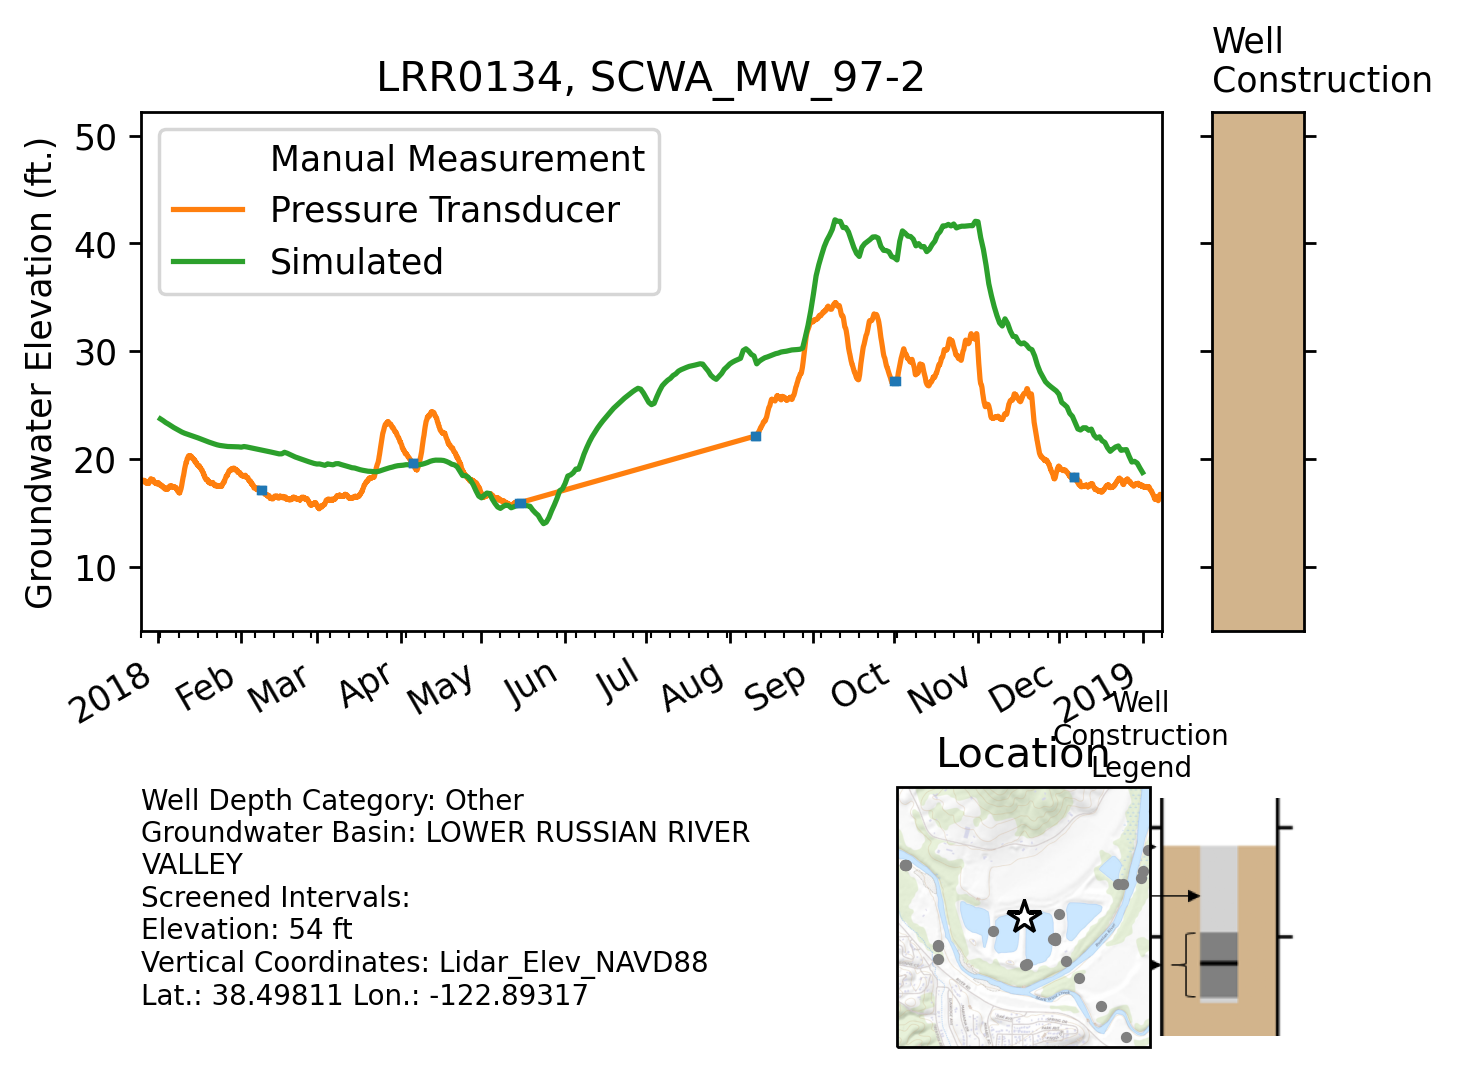 Well
Construction
LRR0134, SCWA_MW_97-2
Groundwater Elevation (ft.)
50
40
30
20
10
Manual Measurement
Pressure Transducer
Simulated
2018 Feb Mar Apr May Jun Jul Aug Sep Oct Nov Dec 2019
Well
Construction
Legend
Location
Well Depth Category: Other
Groundwater Basin: LOWER RUSSIAN RIVER
VALLEY
Screened Intervals:
Elevation: 54 ft
Vertical Coordinates: Lidar_Elev_NAVD88
Lat.: 38.49811 Lon.: -122.89317